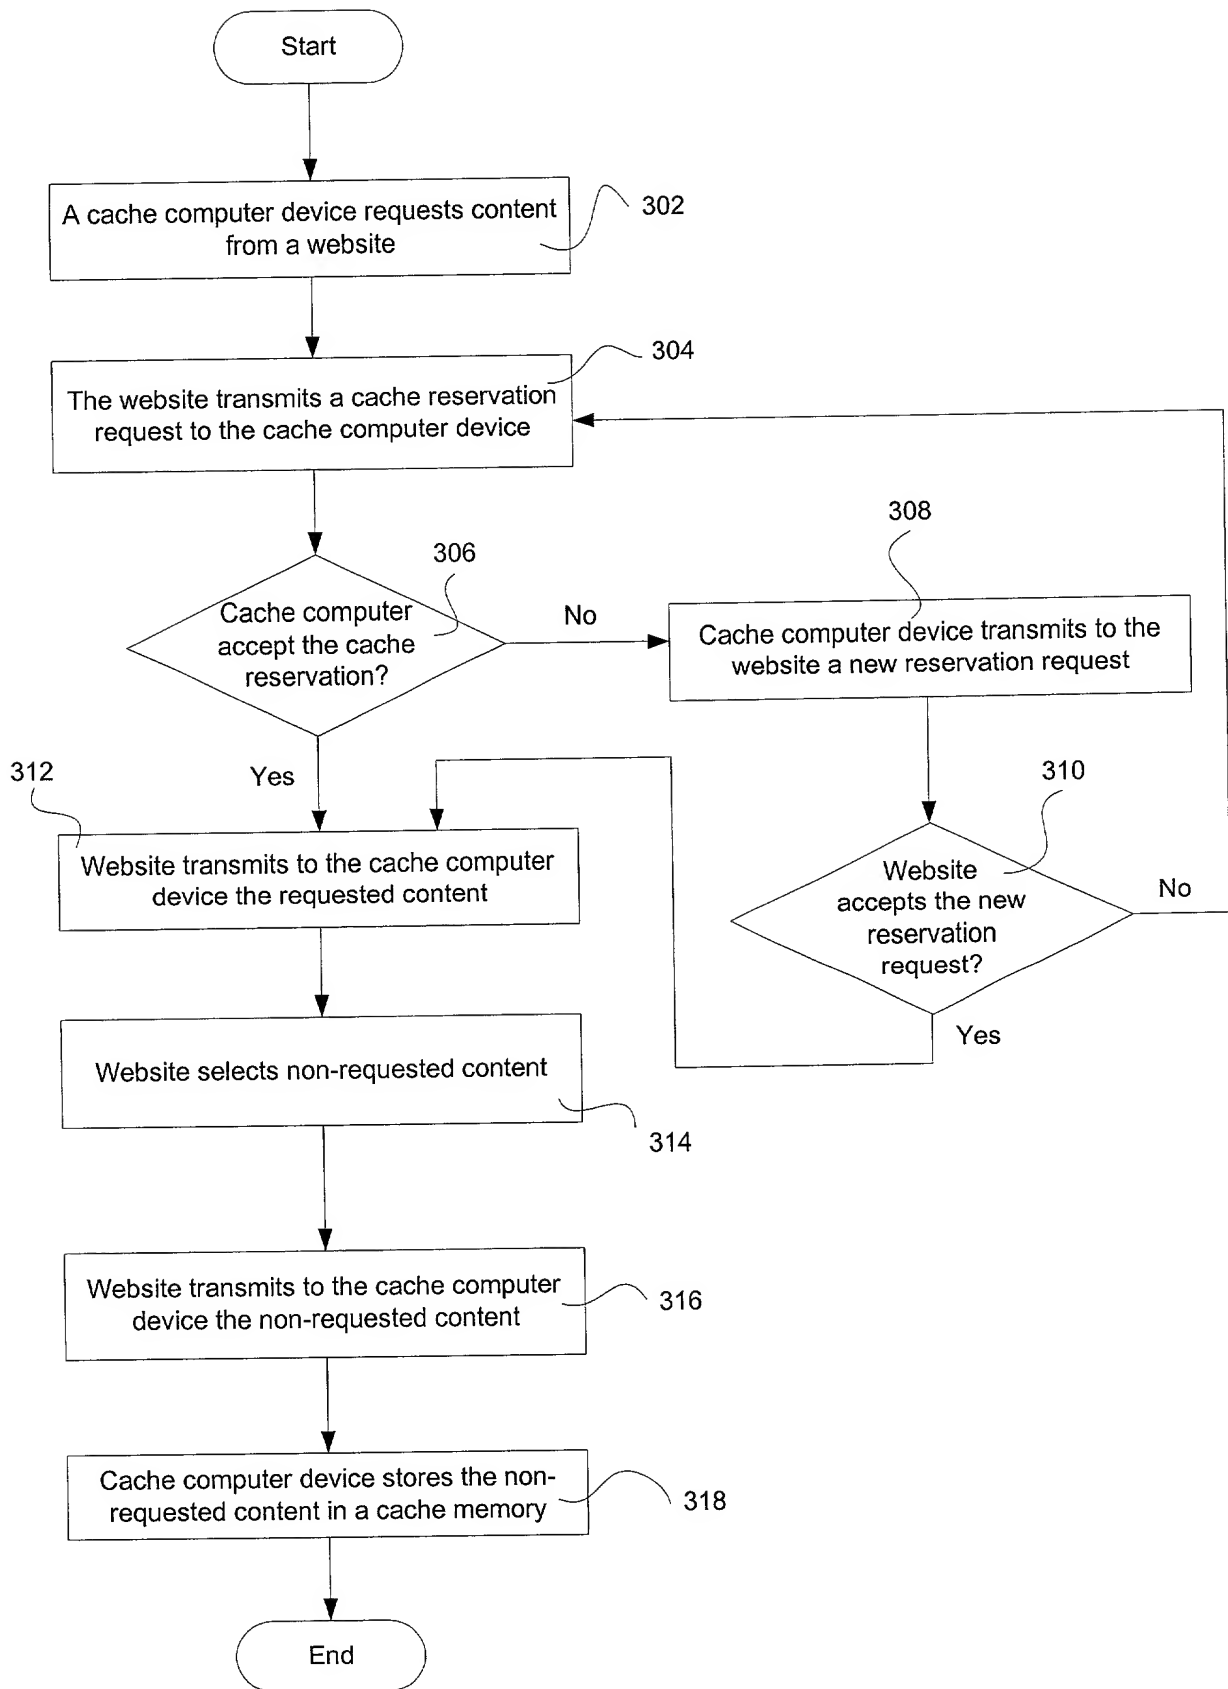 Start
A cache computer device requests content
from a website
302
The website transmits a cache reservation
request to the cache computer device
304
Cache computer
accept the cache
reservation?
306
No
308
Cache computer device transmits to the
website a new reservation request
Yes
310
Website
accepts the new
reservation
request?
No
Yes
312
Website transmits to the cache computer
device the requested content
Website selects non-requested content
314
Website transmits to the cache computer
device the non-requested content
316
Cache computer device stores the non-
requested content in a cache memory
318
End